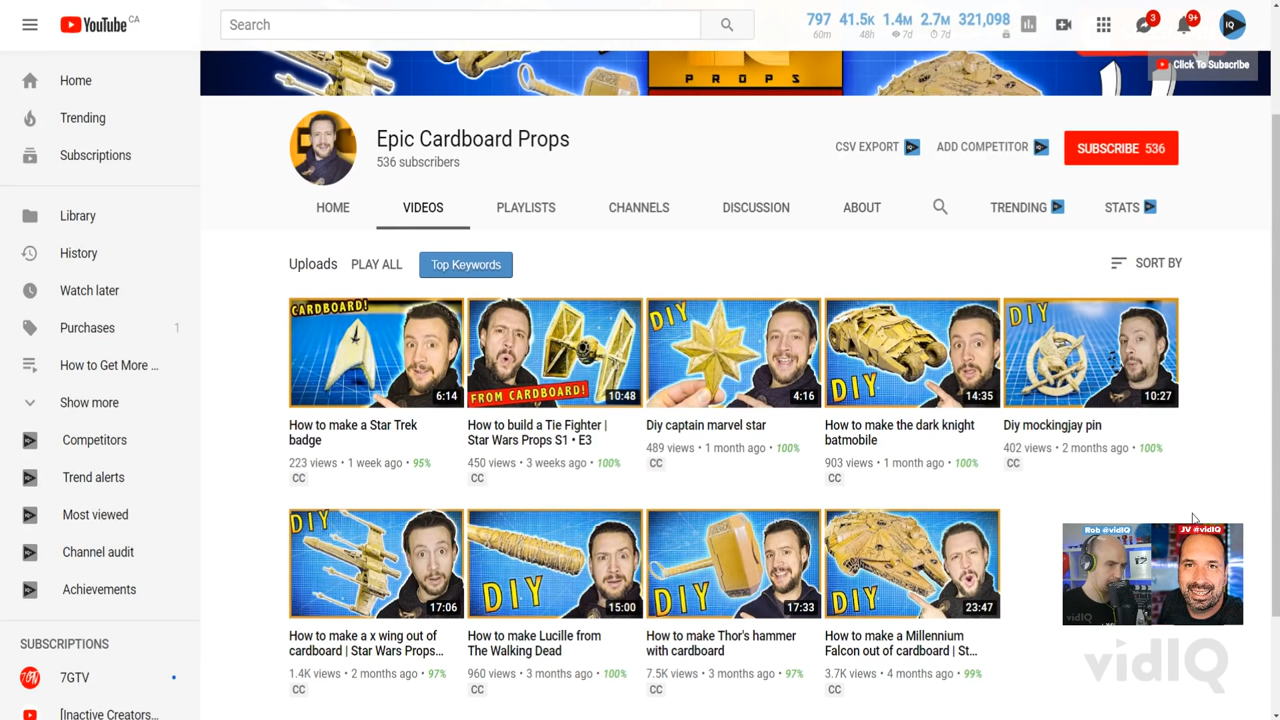 YouTube CA
Search
797 41.5K 1.4M 2.7M 321,098
60m 48h 7d 7d
3
9+
IQ
PROPS
Click To Subscribe
Home
Trending
Subscriptions
Library
History
Watch later
Purchases 1
How to Get More ...
Show more
Competitors
Trend alerts
Most viewed
Channel audit
Achievements
SUBSCRIPTIONS
7GTV
[Inactive Creators...
Epic Cardboard Props
536 subscribers
CSV EXPORT
ADD COMPETITOR
SUBSCRIBE 536
HOME VIDEOS PLAYLISTS CHANNELS DISCUSSION ABOUT TRENDING STATS
Uploads PLAY ALL Top Keywords SORT BY
CARDBOARD!
6:14
How to make a Star Trek
badge
223 views • 1 week ago • 95%
CC
FROM CARDBOARD!
10:48
How to build a Tie Fighter |
Star Wars Props S1 • E3
450 views • 3 weeks ago • 100%
CC
DIY
4:16
Diy captain marvel star
489 views • 1 month ago • 100%
CC
DIY
14:35
How to make the dark knight
batmobile
903 views • 1 month ago • 100%
CC
DIY
10:27
Diy mockingjay pin
402 views • 2 months ago • 100%
CC
DIY
17:06
How to make a x wing out of
cardboard | Star Wars Props...
1.4K views • 2 months ago • 97%
CC
DIY
15:00
How to make Lucille from
The Walking Dead
960 views • 3 months ago • 100%
CC
DIY
17:33
How to make Thor's hammer
with cardboard
7.5K views • 3 months ago • 97%
CC
DIY
23:47
How to make a Millennium
Falcon out of cardboard | St...
3.7K views • 4 months ago • 99%
CC
Rob @vidIQ
JV @vidIQ
vidIQ
vidIQ